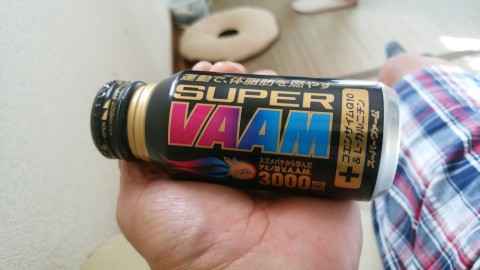 運動で、体脂肪を燃やす
SUPER
VAAM
スズメバチから学んだ
アミノ酸V.A.A.M.
3000mg
+
コエンザイムQ10
& L-カルニチン
スーパーヴァーム